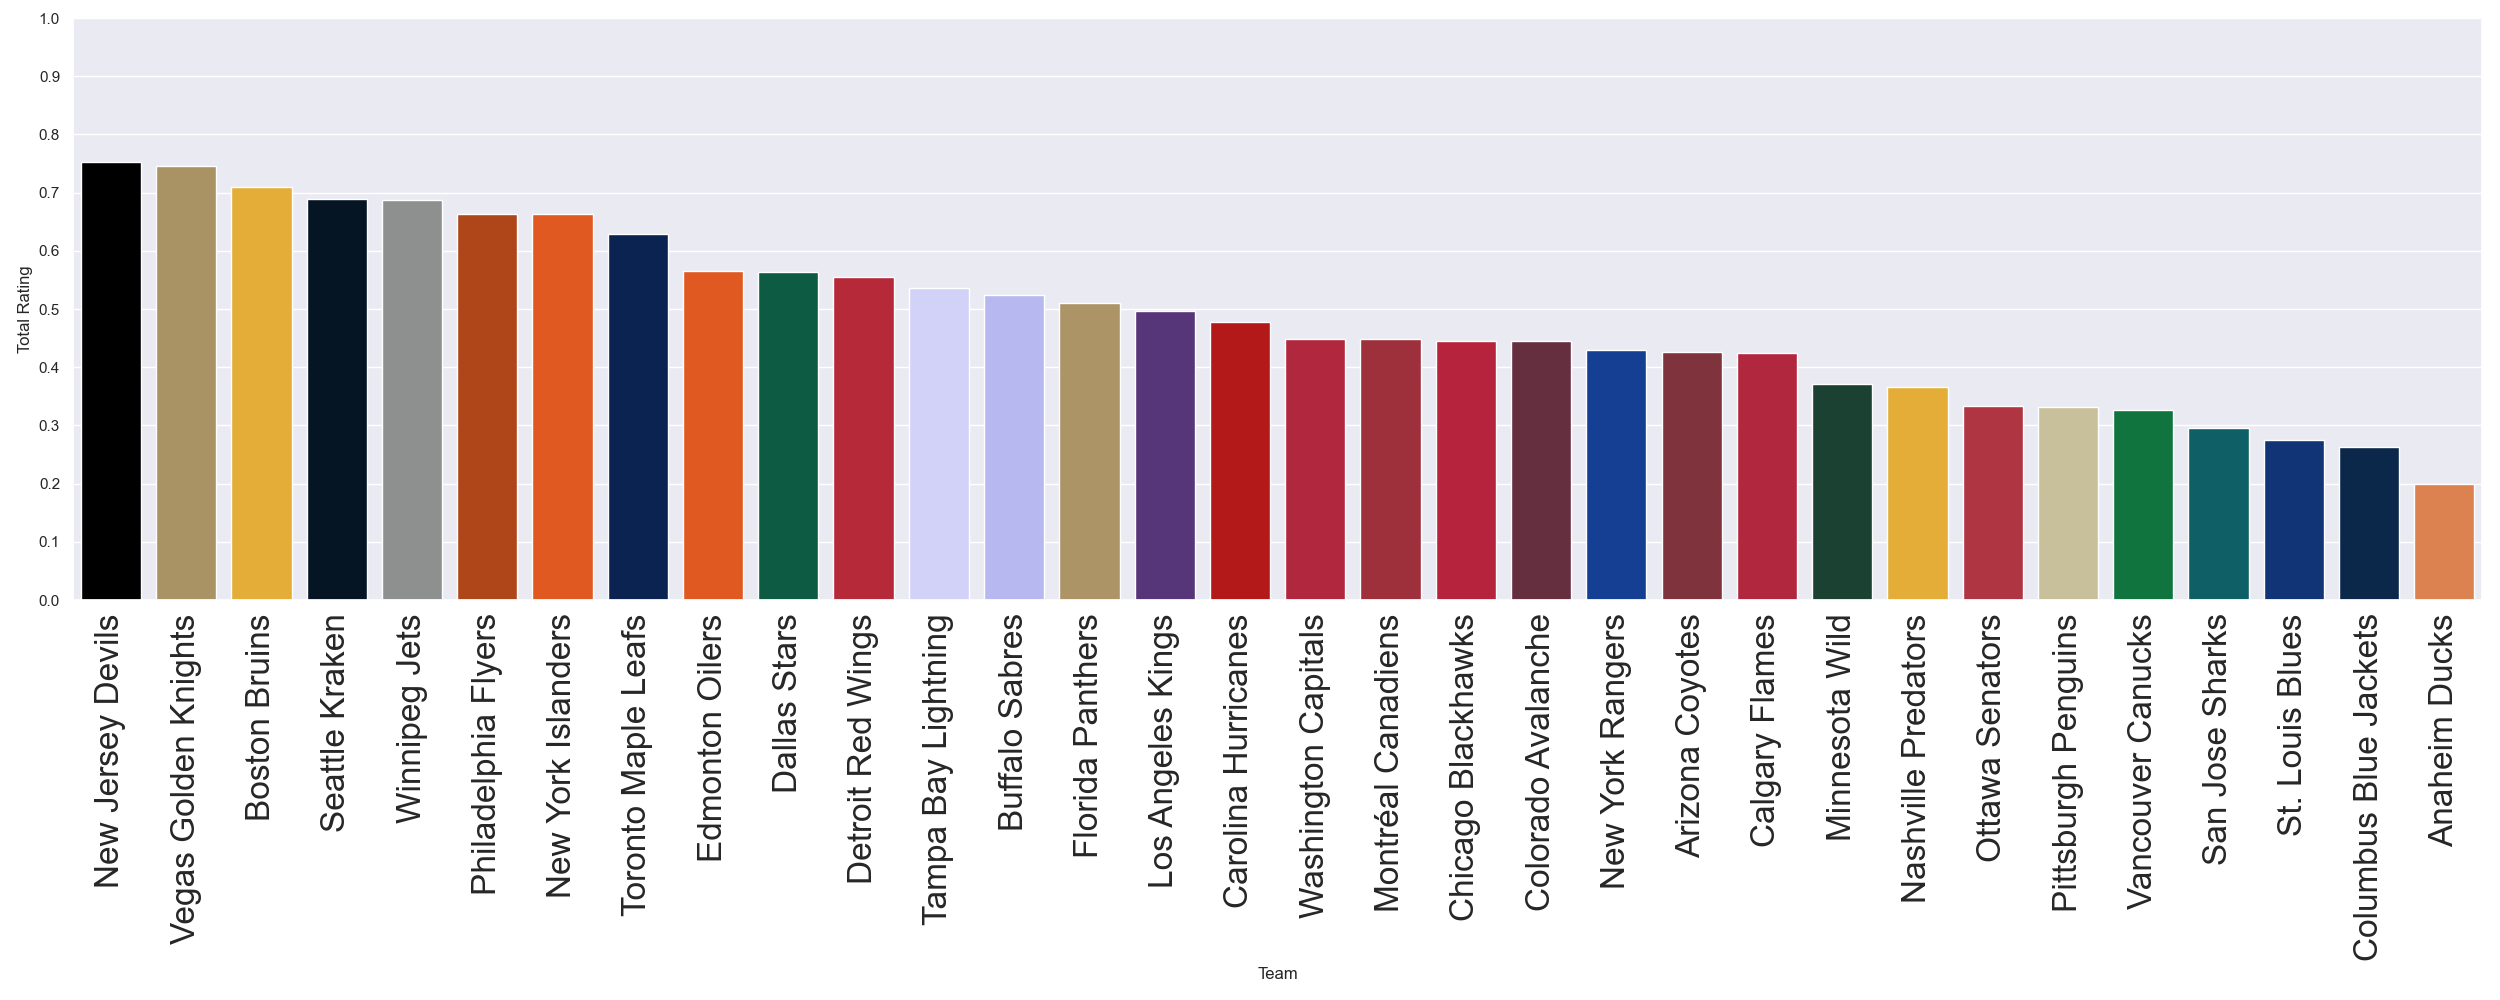 1.0
0.9
0.8
0.7
0.6
0.5
0.4
0.3
0.2
0.1
0.0
Total Rating
New Jersey Devils
Vegas Golden Knights
Boston Bruins
Seattle Kraken
Winnipeg Jets
Philadelphia Flyers
New York Islanders
Toronto Maple Leafs
Edmonton Oilers
Dallas Stars
Detroit Red Wings
Tampa Bay Lightning
Buffalo Sabres
Florida Panthers
Los Angeles Kings
Carolina Hurricanes
Washington Capitals
Montréal Canadiens
Chicago Blackhawks
Colorado Avalanche
New York Rangers
Arizona Coyotes
Calgary Flames
Minnesota Wild
Nashville Predators
Ottawa Senators
Pittsburgh Penguins
Vancouver Canucks
San Jose Sharks
St. Louis Blues
Columbus Blue Jackets
Anaheim Ducks
Team